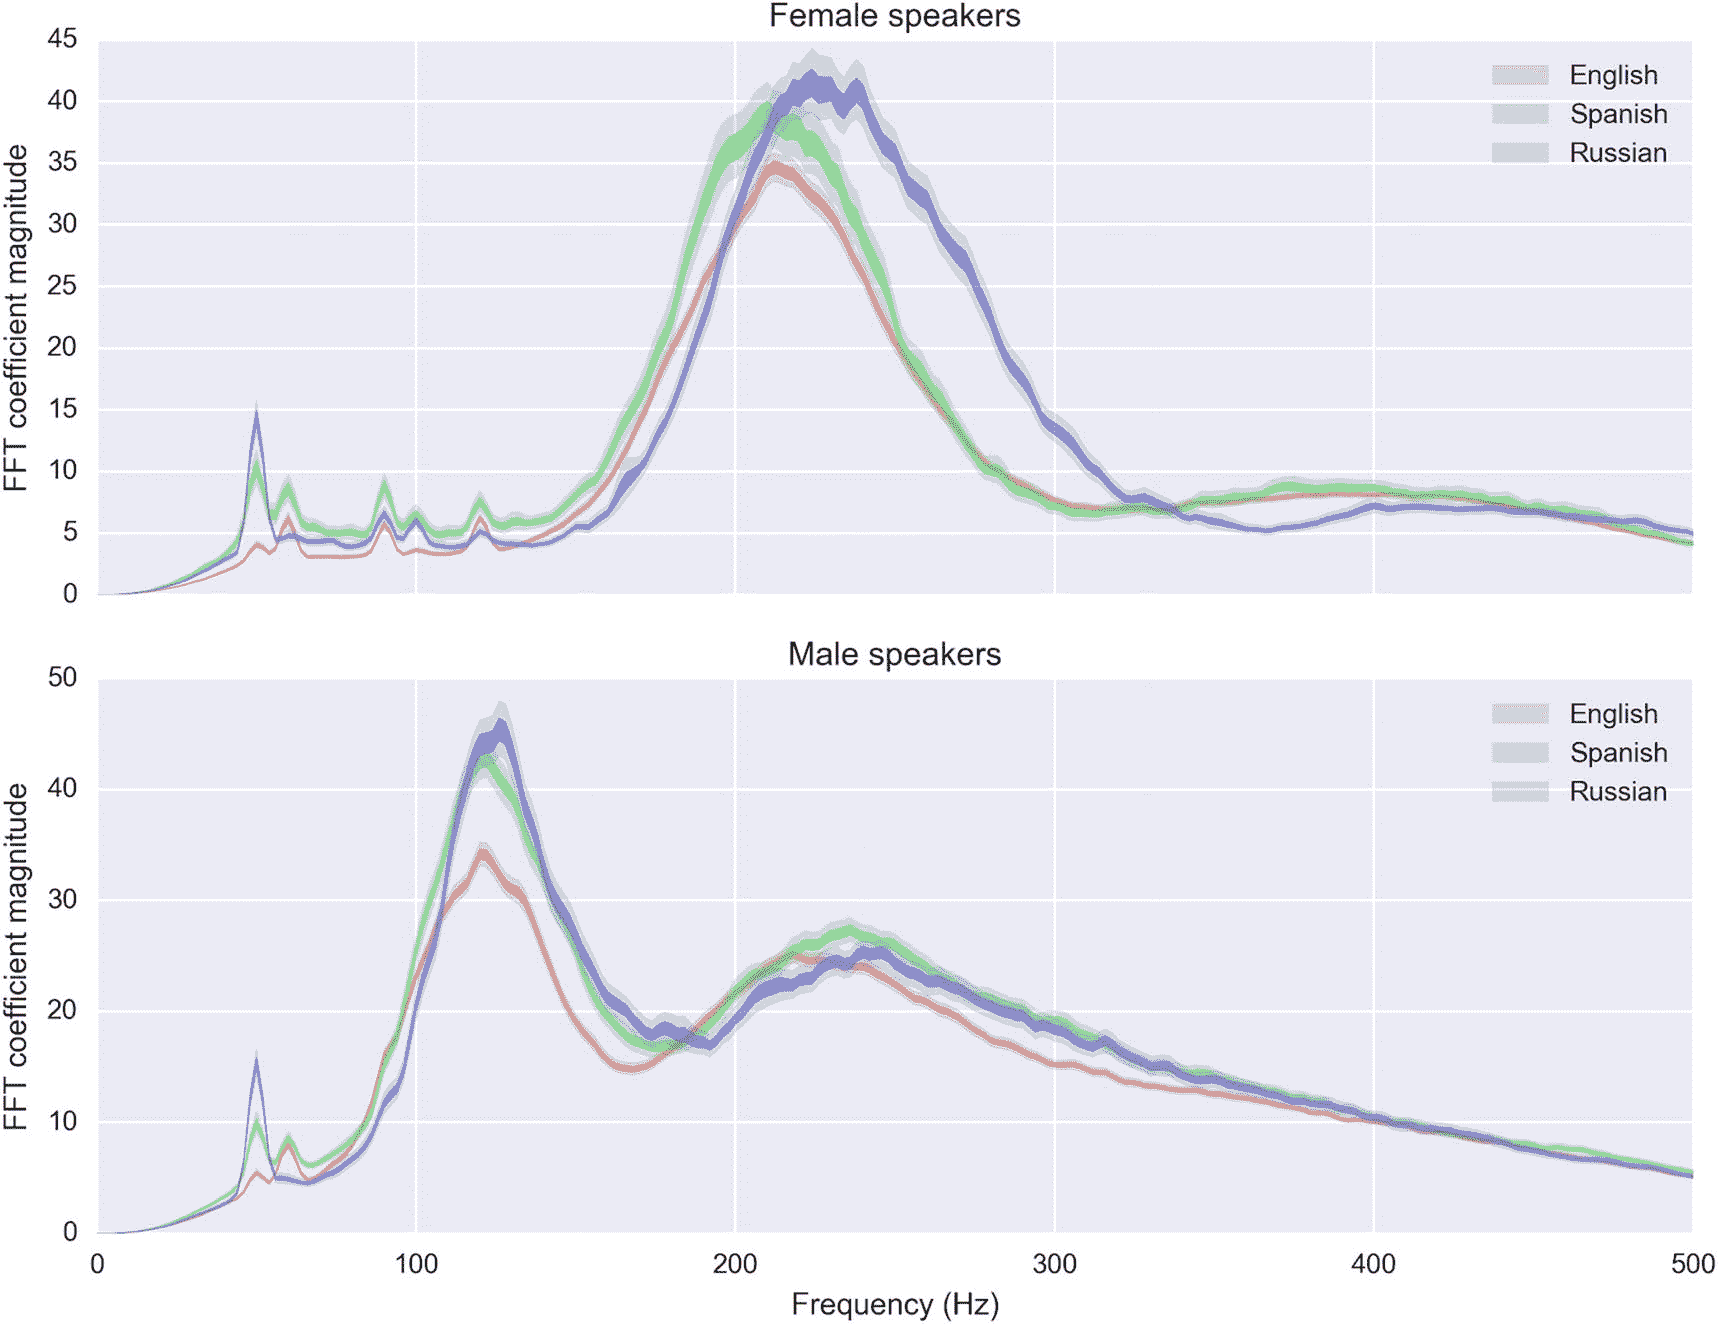 Female speakers
45
40
35
30
25
20
15
10
5
0
FFT coefficient magnitude
English
Spanish
Russian
Male speakers
50
40
30
20
10
0
FFT coefficient magnitude
English
Spanish
Russian
0 100 200 300 400 500
Frequency (Hz)